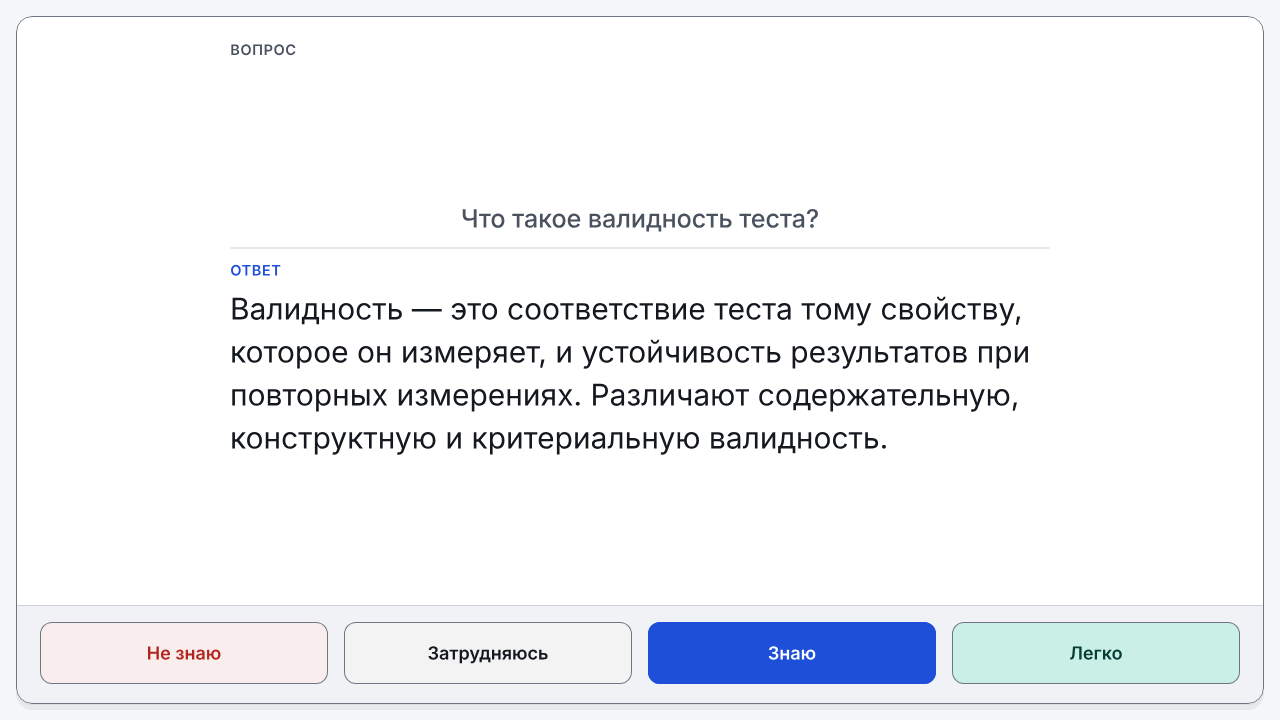 ВОПРОС
Что такое валидность теста?
ОТВЕТ
Валидность — это соответствие теста тому свойству,
которое он измеряет, и устойчивость результатов при
повторных измерениях. Различают содержательную,
конструктную и критериальную валидность.
Не знаю
Затрудняюсь
Знаю
Легко